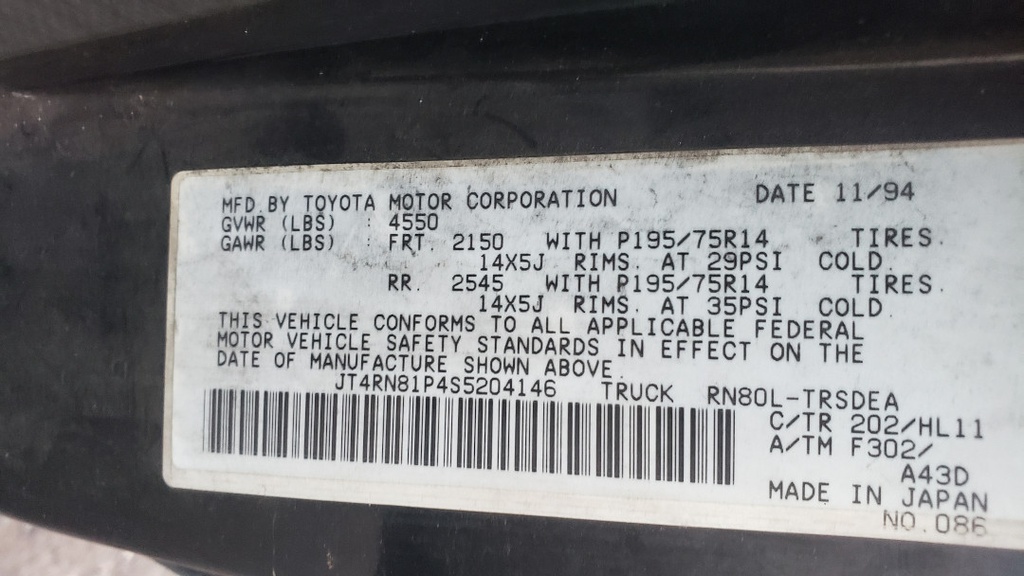 MFD.BY TOYOTA MOTOR CORPORATION DATE 11/94
GVWR (LBS) : 4550
GAWR (LBS) : FRT. 2150 WITH P195/75R14 TIRES.
14X5J RIMS. AT 29PSI COLD.
RR. 2545 WITH P195/75R14 TIRES.
14X5J RIMS. AT 35PSI COLD.
THIS VEHICLE CONFORMS TO ALL APPLICABLE FEDERAL
MOTOR VEHICLE SAFETY STANDARDS IN EFFECT ON THE
DATE OF MANUFACTURE SHOWN ABOVE.
JT4RN81P4S5204146 TRUCK RN80L-TRSDEA
C/TR 202/HL11
A/TM F302/
A43D
MADE IN JAPAN
NO.086